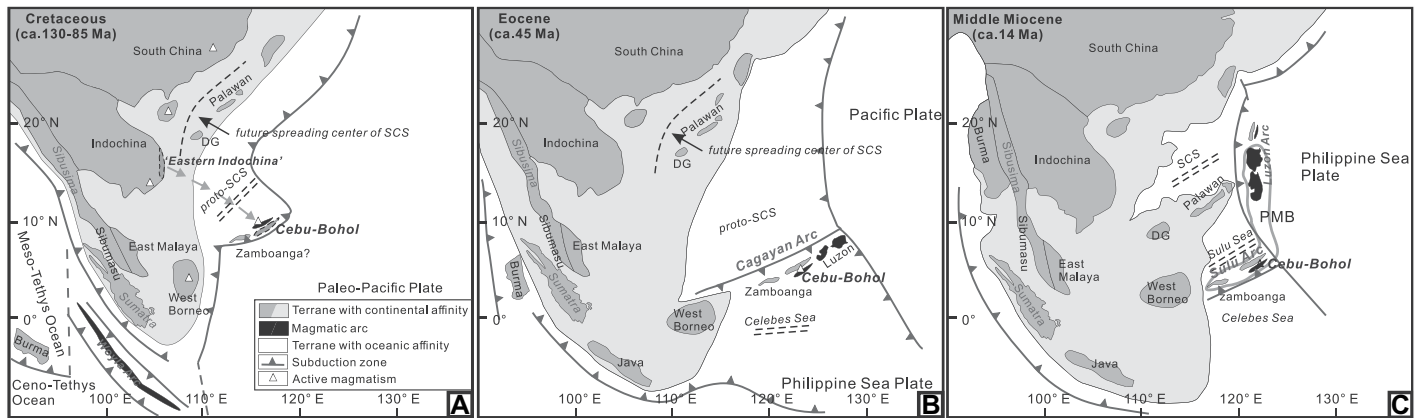 Cretaceous
(ca.130-85 Ma)
South China
Palawan
20° N
DG
future spreading center of SCS
Indochina
'Eastern Indochina'
Sibusima
proto-SCS
10° N
Cebu-Bohol
Zamboanga?
East Malaya
Sibumasu
Meso-Tethys Ocean
Sumatra
West
Borneo
Paleo-Pacific Plate
0°
Burma
Ceno-Tethys
Ocean
Terrane with continental affinity
Magmatic arc
Terrane with oceanic affinity
Subduction zone
Active magmatism
100° E
110° E
120° E
130° E
A
Eocene
(ca.45 Ma)
South China
Pacific Plate
20° N
Palawan
DG
future spreading center of SCS
Indochina
Sibusima
10° N
proto-SCS
Sibumasu
East Malaya
Cagayan Arc
Luzon
Cebu-Bohol
Zamboanga
Burma
Sumatra
West
Borneo
Celebes Sea
0°
Java
Philippine Sea Plate
100° E
110° E
120° E
130° E
B
Middle Miocene
(ca.14 Ma)
South China
20° N
Burma
Sibusima
Indochina
SCS
Luzon Arc
Philippine Sea
Plate
Palawan
PMB
10° N
DG
Sibumasu
Sulu Sea
Sulu Arc
Cebu-Bohol
East
Malaya
West
Borneo
Zamboanga
Sumatra
Celebes Sea
0°
Java
100° E
110° E
120° E
130° E
C